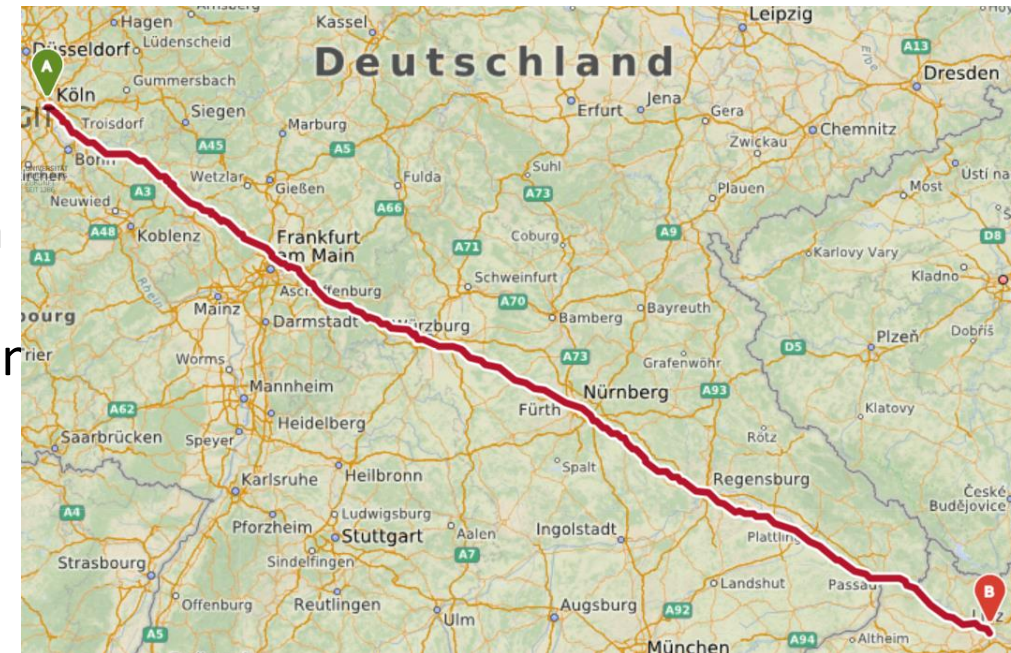 Hagen
Kassel
Leipzig
Düsseldorf
Lüdenscheid
Deutschland
A13
Elbe
Dresden
A
Gummersbach
Köln
Siegen
Erfurt
Jena
Gera
Troisdorf
Marburg
Chemnitz
A45
A5
Zwickau
Bonn
Wetzlar
Gießen
Fulda
Suhl
A3
A73
Plauen
Most
Ústí na
Neuwied
A66
A48
Koblenz
Frankfurt
am Main
A71
Coburg
A9
D8
A1
Karlovy Vary
Kladno
Rhein
Aschaffenburg
Schweinfurt
A70
Mainz
Bayreuth
bourg
Darmstadt
Würzburg
Bamberg
Dobříš
Plzeň
r
rier
Worms
A73
D5
Grafenwöhr
Mannheim
Nürnberg
A93
A62
Fürth
Klatovy
Heidelberg
Saarbrücken
Speyer
Rötz
Spalt
Heilbronn
Karlsruhe
Regensburg
České
Budějovice
A4
Ludwigsburg
Pforzheim
Stuttgart
Aalen
Ingolstadt
Plattling
Strasbourg
Sindelfingen
A7
Landshut
Passau
B
Offenburg
Reutlingen
Augsburg
A92
Linz
Ulm
A5
München
A94
Altheim